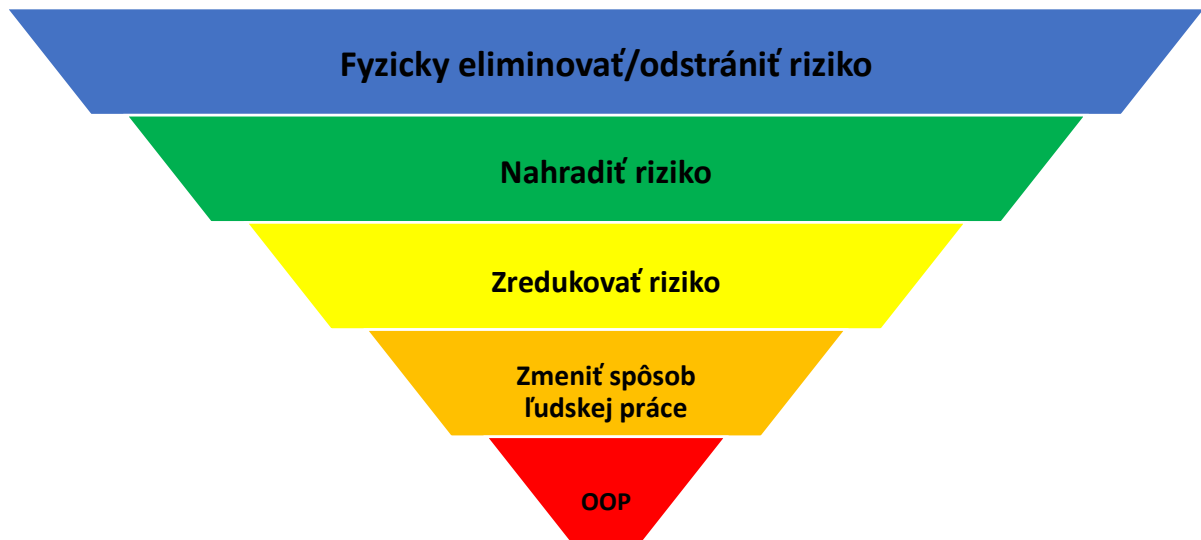 Fyzicky eliminovať/odstrániť riziko
Nahradiť riziko
Zredukovať riziko
Zmeniť spôsob
ľudskej práce
OOP